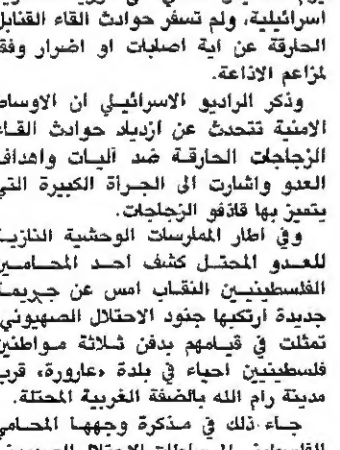 اسرائيلية، ولم تسفر حوادث القاء القنابل
الحارقة عن اية اصابات او اضرار وفق
لمزاعم الاذاعة.
وذكر الراديو الاسرائيلي ان الاوساط
الامنية تتحدث عن ازدياد حوادث القاء
الزجاجات الحارقة ضد آليات واهداف
العدو واشارت الى الجرأة الكبيرة التي
يتميز بها قاذفو الزجاجات.
وفي اطار الممارسات الوحشية النازية
للعدو المحتل كشف احد المحامين
الفلسطينيين النقاب امس عن جريمة
جديدة ارتكبها جنود الاحتلال الصهيوني
تمثلت في قيامهم بدفن ثلاثة مواطنين
فلسطينيين احياء في بلدة «عارورة» قرب
مدينة رام الله بالضفة الغربية المحتلة.
جاء ذلك في مذكرة وجهها المحامي